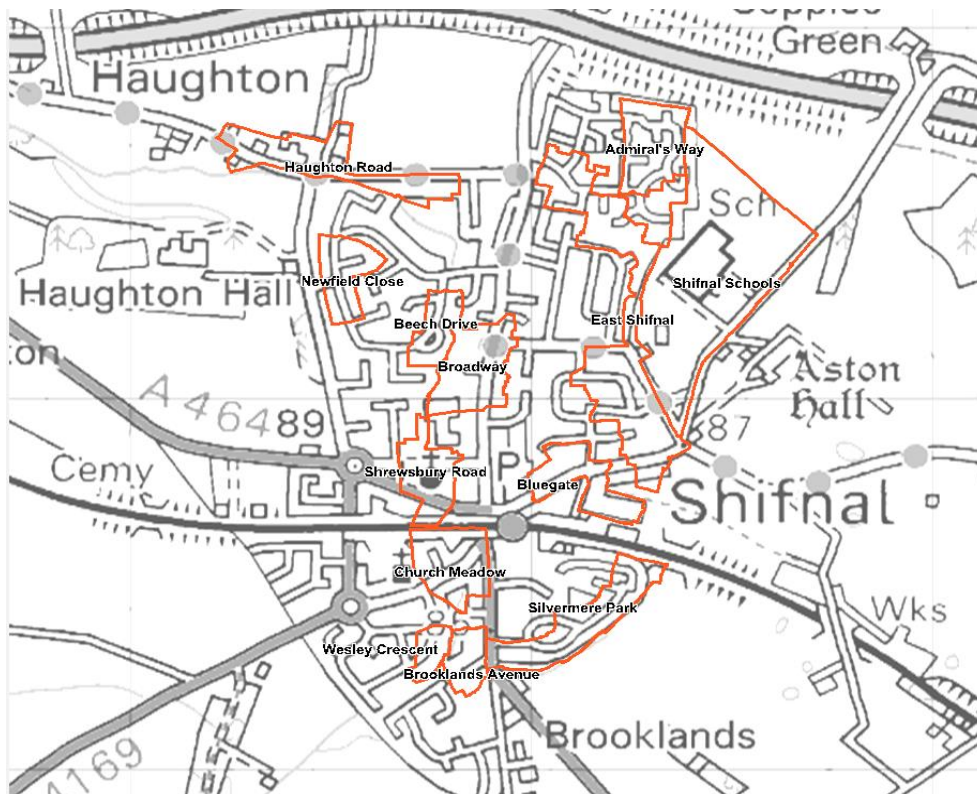 Green
Haughton
Admiral's Way
Haughton Road
Sch
Newfield Close
Shifnal Schools
Haughton Hall
Beech Drive
East Shifnal
Broadway
Aston
Hall
A 464
89
87
Cemy
Shrewsbury Road
P
Bluegate
Shifnal
Church Meadow
Silvermere Park
Wks
Wesley Crescent
Brooklands Avenue
Brooklands
4169